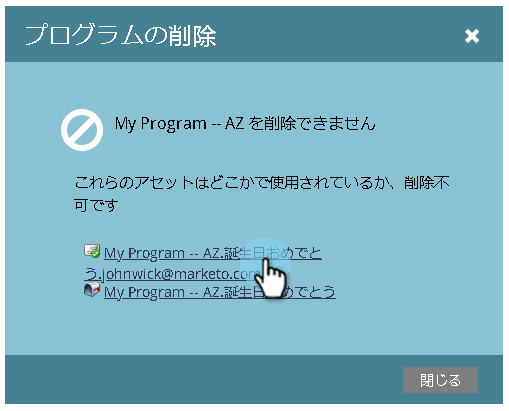 プログラムの削除
My Program -- AZ を削除できません
これらのアセットはどこかで使用されているか、削除不
可です
My Program -- AZ.誕生日おめでと
う.johnwick@marketo.com
My Program -- AZ.誕生日おめでとう
閉じる